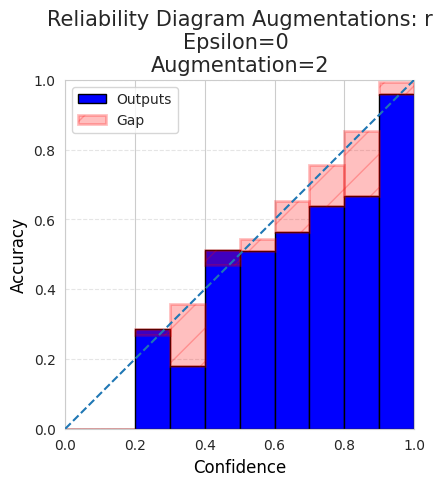 Reliability Diagram Augmentations: r
Epsilon=0
Augmentation=2
Outputs
Gap
1.0
0.8
0.6
0.4
0.2
0.0
Accuracy
0.0 0.2 0.4 0.6 0.8 1.0
Confidence